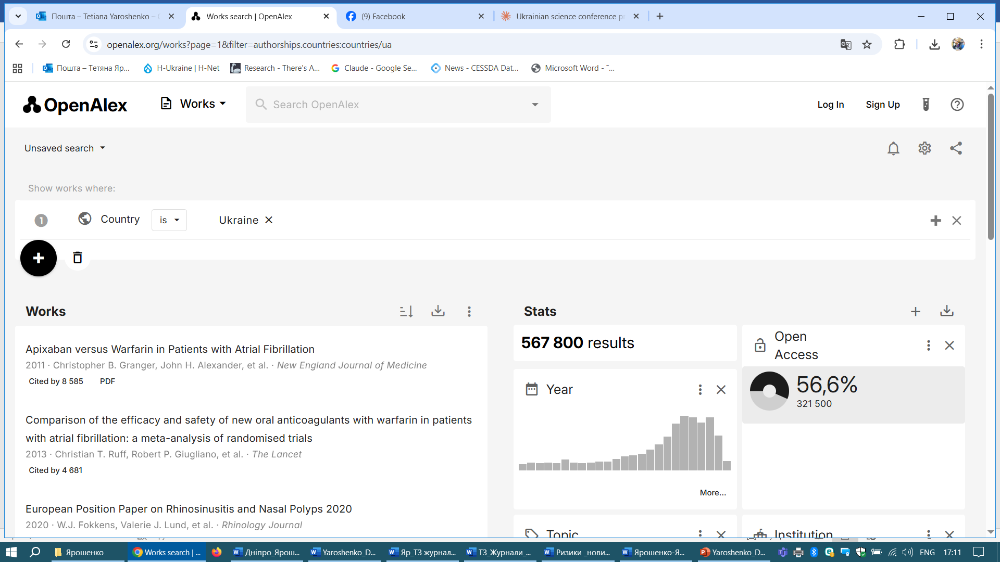 Пошта – Tetiana Yaroshenko –
Works search | OpenAlex
(9) Facebook
Ukrainian science conference pr
openalex.org/works?page=1&filter=authorships.countries:countries/ua
Пошта – Тетяна Яр...
H-Ukraine | H-Net
Research - There's A...
Claude - Google Se...
News - CESSDA Dat...
Microsoft Word - ˜...
OpenAlex
Works
Search OpenAlex
Log In
Sign Up
Unsaved search
Show works where:
1
Country
is
Ukraine
Works
Stats
Apixaban versus Warfarin in Patients with Atrial Fibrillation
2011 · Christopher B. Granger, John H. Alexander, et al. · New England Journal of Medicine
Cited by 8 585
PDF
Comparison of the efficacy and safety of new oral anticoagulants with warfarin in patients
with atrial fibrillation: a meta-analysis of randomised trials
2013 · Christian T. Ruff, Robert P. Giugliano, et al. · The Lancet
Cited by 4 681
European Position Paper on Rhinosinusitis and Nasal Polyps 2020
2020 · W.J. Fokkens, Valerie J. Lund, et al. · Rhinology Journal
567 800 results
Open
Access
56,6%
321 500
Year
More...
Topic
Institution
Ярошенко
Works search | ...
Дніпро_Ярош...
Yaroshenko_D...
Яр_ТЗ журнал...
ТЗ_Журнали_...
Ризики _нови...
Ярошенко-Я...
Yaroshenko_D...
ENG
17:11